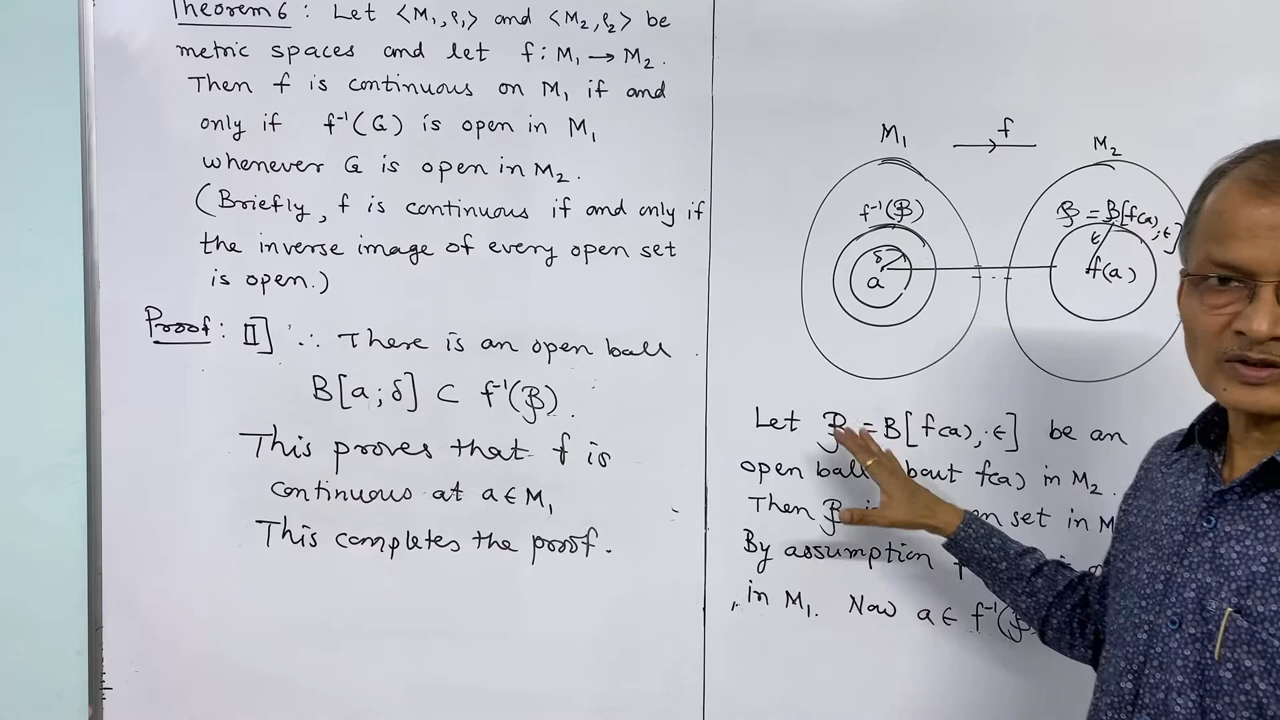 Theorem 6 : Let <M₁, ρ₁> and <M₂, ρ₂> be
metric spaces and let f : M₁ → M₂.
Then f is continuous on M₁ if and
only if f⁻¹(G) is open in M₁
whenever G is open in M₂.
(Briefly, f is continuous if and only if
the inverse image of every open set
is open.)
Proof : II] ∴ There is an open ball
B[a ; δ] ⊂ f⁻¹(B).
This proves that f is
continuous at a ∈ M₁
This completes the proof.
M₁ f M₂
f⁻¹(B) B = B[f(a) ; ε]
δ ε
a f(a)
Let B = B[f(a) ; ε] be an
open ball about f(a) in M₂.
Then B set in M
By assumption
in M₁. Now a ∈ f⁻¹(B